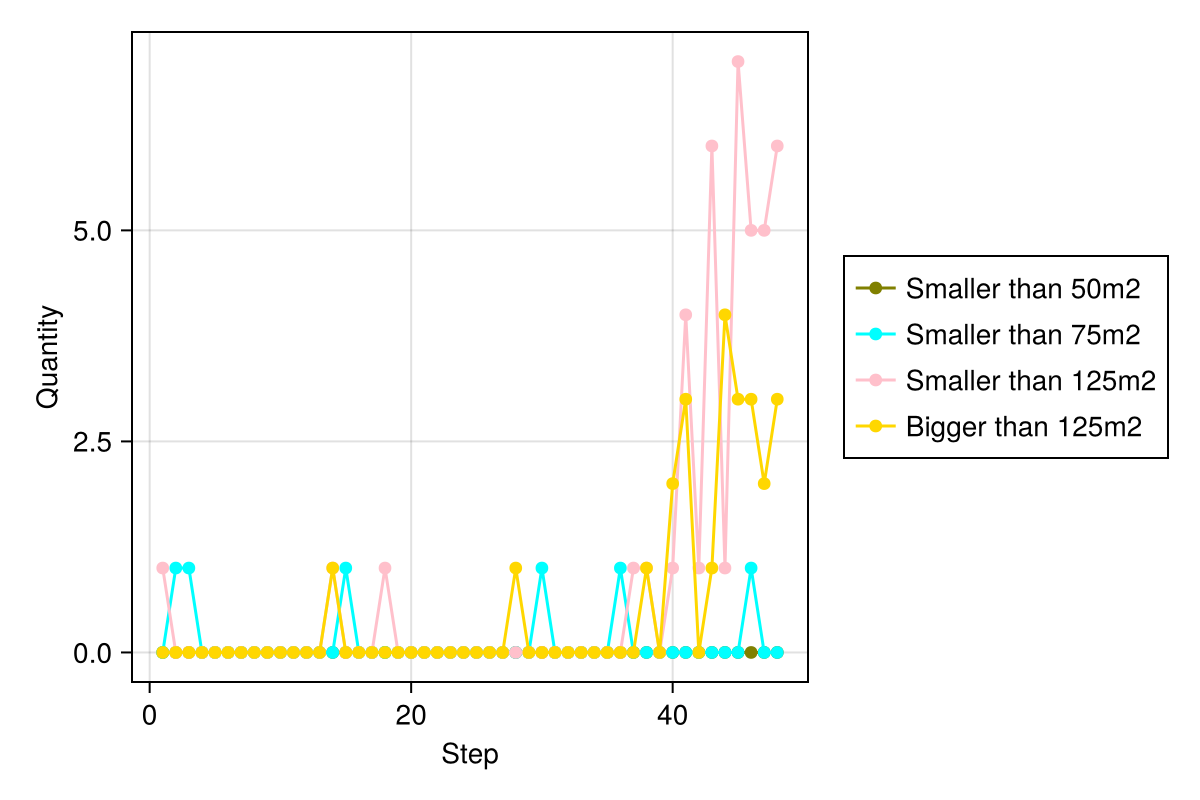 5.0
2.5
0.0
0
20
40
Quantity
Step
Smaller than 50m2
Smaller than 75m2
Smaller than 125m2
Bigger than 125m2